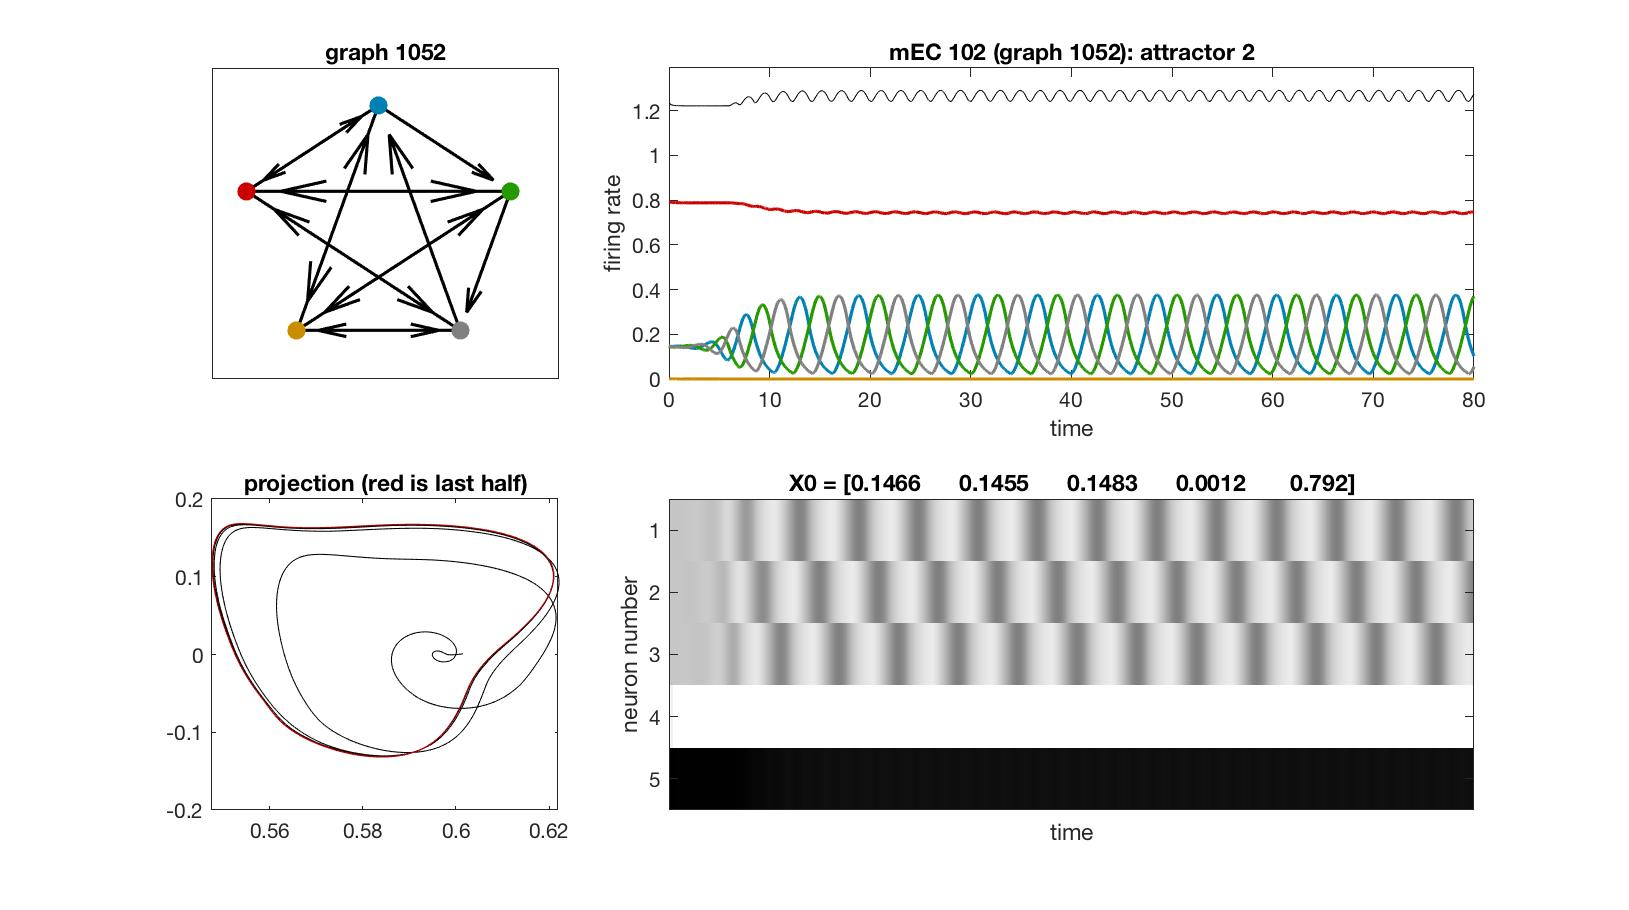 graph 1052
mEC 102 (graph 1052): attractor 2
firing rate
1.2
1
0.8
0.6
0.4
0.2
0
0 10 20 30 40 50 60 70 80
time
projection (red is last half)
0.2
0.1
0
-0.1
-0.2
0.56 0.58 0.6 0.62
X0 = [0.1466 0.1455 0.1483 0.0012 0.792]
neuron number
1
2
3
4
5
time